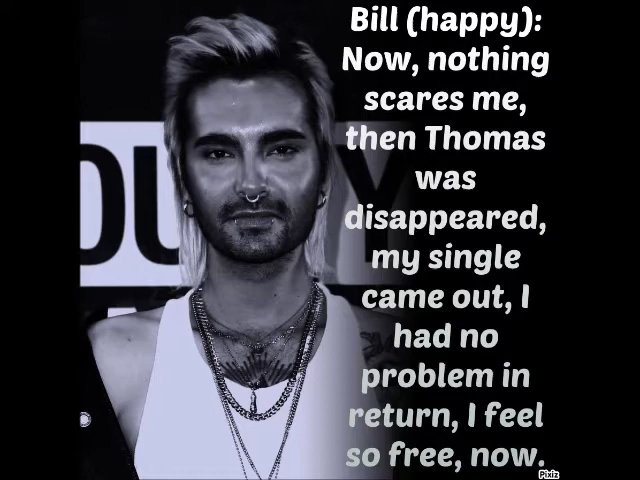 Bill (happy):
Now, nothing
scares me,
then Thomas
was
disappeared,
my single
came out, I
had no
problem in
return, I feel
so free, now.
OU
Y
Pixiz